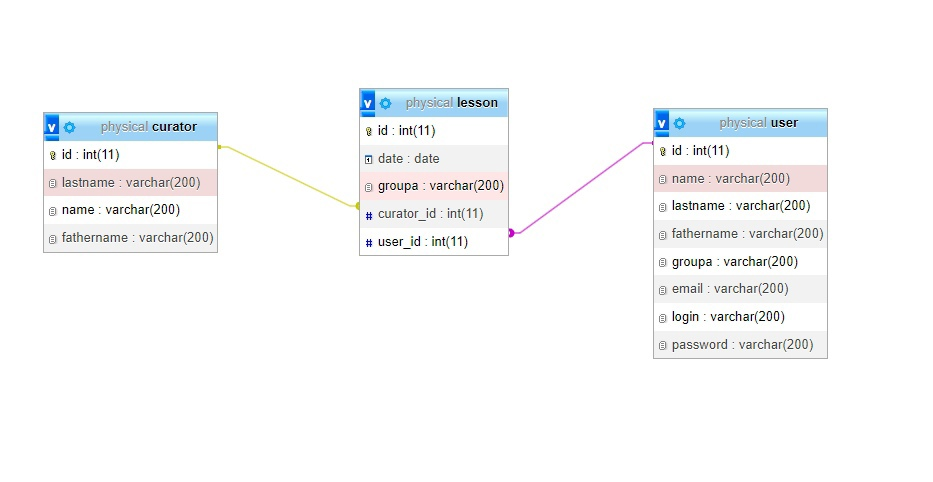 physical curator
id : int(11)
lastname : varchar(200)
name : varchar(200)
fathername : varchar(200)
physical lesson
id : int(11)
date : date
groupa : varchar(200)
curator_id : int(11)
user_id : int(11)
physical user
id : int(11)
name : varchar(200)
lastname : varchar(200)
fathername : varchar(200)
groupa : varchar(200)
email : varchar(200)
login : varchar(200)
password : varchar(200)